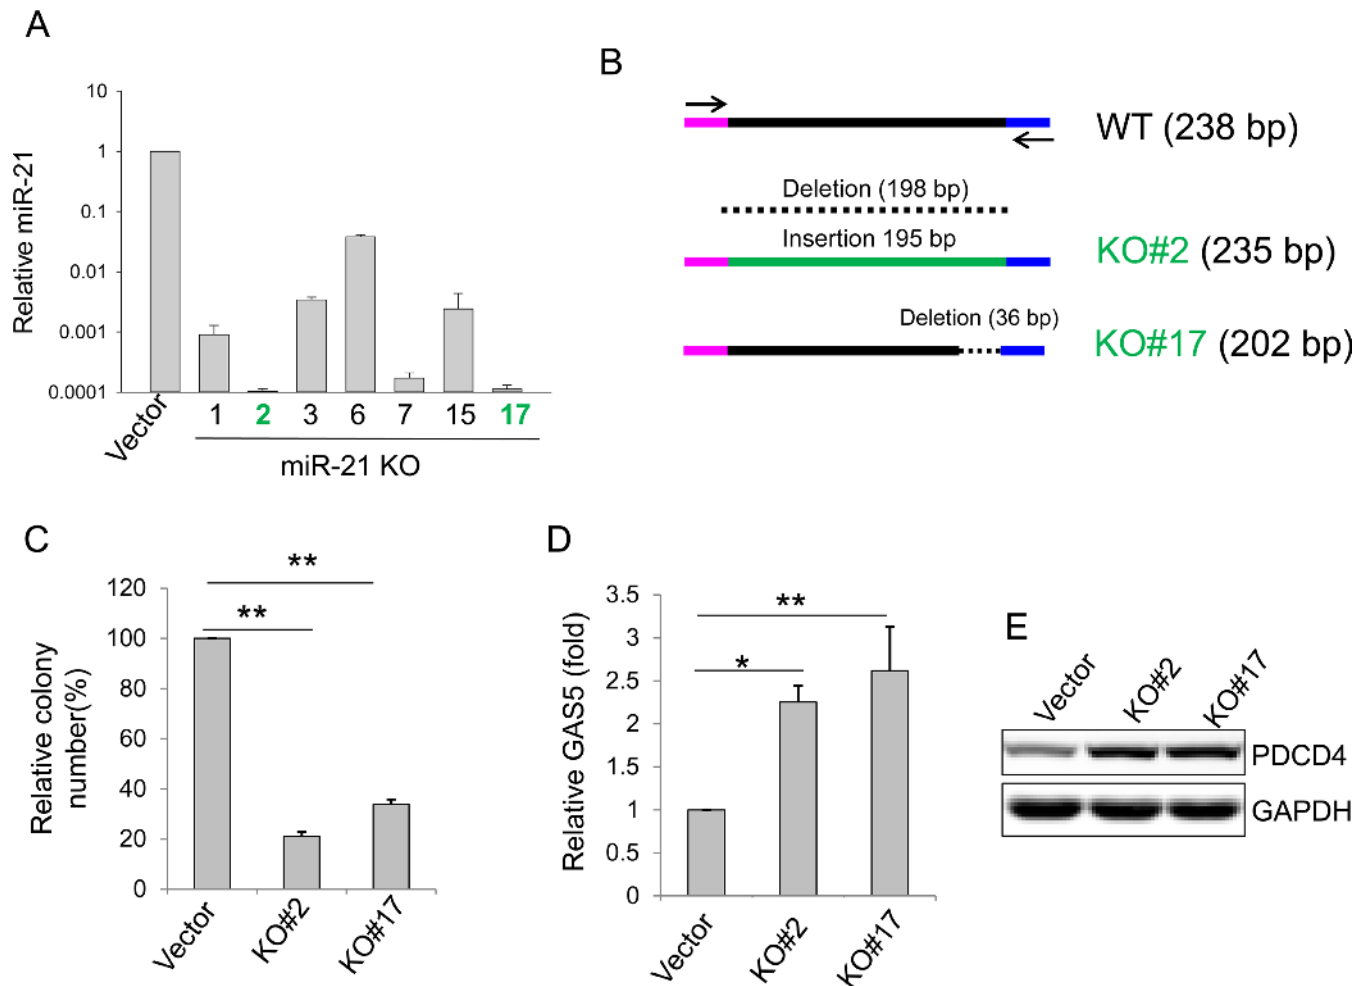 A
10
1
0.1
0.01
0.001
0.0001
Relative miR-21
Vector
1 2 3 6 7 15 17
miR-21 KO
B
WT (238 bp)
Deletion (198 bp)
Insertion 195 bp
KO#2 (235 bp)
Deletion (36 bp)
KO#17 (202 bp)
C
120
100
80
60
40
20
0
Relative colony
number(%)
**
**
Vector
KO#2
KO#17
D
3.5
3
2.5
2
1.5
1
0.5
0
Relative GAS5 (fold)
**
*
Vector
KO#2
KO#17
E
Vector
KO#2
KO#17
PDCD4
GAPDH